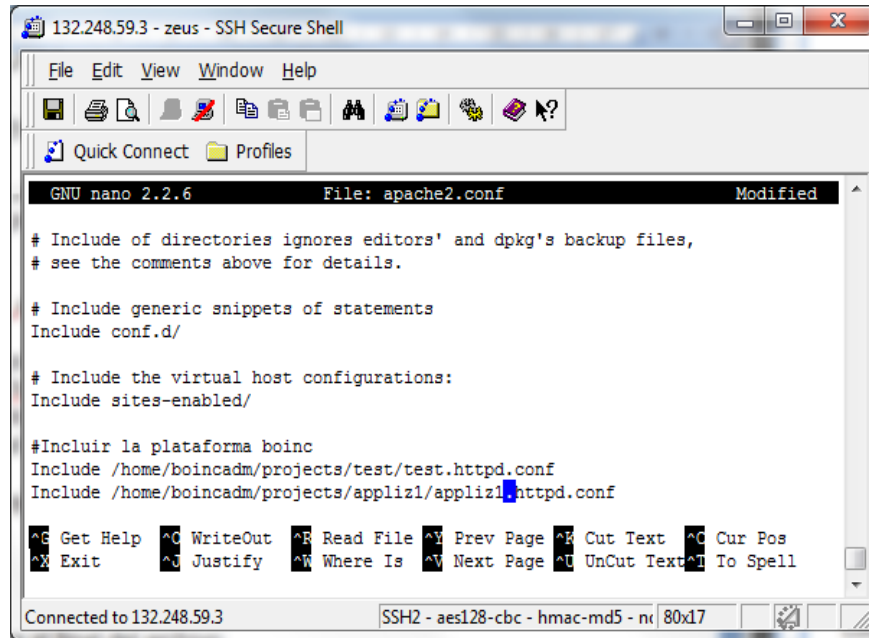 132.248.59.3 - zeus - SSH Secure Shell
File Edit View Window Help
Quick Connect Profiles
GNU nano 2.2.6 File: apache2.conf Modified
# Include of directories ignores editors' and dpkg's backup files,
# see the comments above for details.
# Include generic snippets of statements
Include conf.d/
# Include the virtual host configurations:
Include sites-enabled/
#Incluir la plataforma boinc
Include /home/boincadm/projects/test/test.httpd.conf
Include /home/boincadm/projects/appliz1/appliz1.httpd.conf
^G Get Help ^O WriteOut ^R Read File ^Y Prev Page ^K Cut Text ^C Cur Pos
^X Exit ^J Justify ^W Where Is ^V Next Page ^U UnCut Text ^T To Spell
Connected to 132.248.59.3 SSH2 - aes128-cbc - hmac-md5 - 80x17